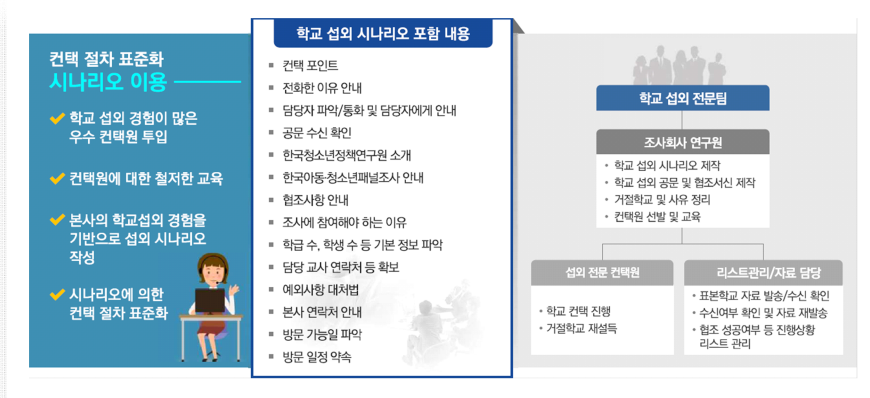 컨택 절차 표준화
시나리오 이용
학교 섭외 경험이 많은
우수 컨택원 투입
컨택원에 대한 철저한 교육
본사의 학교섭외 경험을
기반으로 섭외 시나리오
작성
시나리오에 의한
컨택 절차 표준화
학교 섭외 시나리오 포함 내용
컨택 포인트
전화한 이유 안내
담당자 파악/통화 및 담당자에게 안내
공문 수신 확인
한국청소년정책연구원 소개
한국아동·청소년패널조사 안내
협조사항 안내
조사에 참여해야 하는 이유
학급 수, 학생 수 등 기본 정보 파악
담당 교사 연락처 등 확보
예외사항 대처법
본사 연락처 안내
방문 가능일 파악
방문 일정 약속
학교 섭외 전문팀
조사회사 연구원
• 학교 섭외 시나리오 제작
• 학교 섭외 공문 및 협조서신 제작
• 거절학교 및 사유 정리
• 컨택원 선발 및 교육
섭외 전문 컨택원
• 학교 컨택 진행
• 거절학교 재설득
리스트관리/자료 담당
• 표본학교 자료 발송/수신 확인
• 수신여부 확인 및 자료 재발송
• 협조 성공여부 등 진행상황
리스트 관리